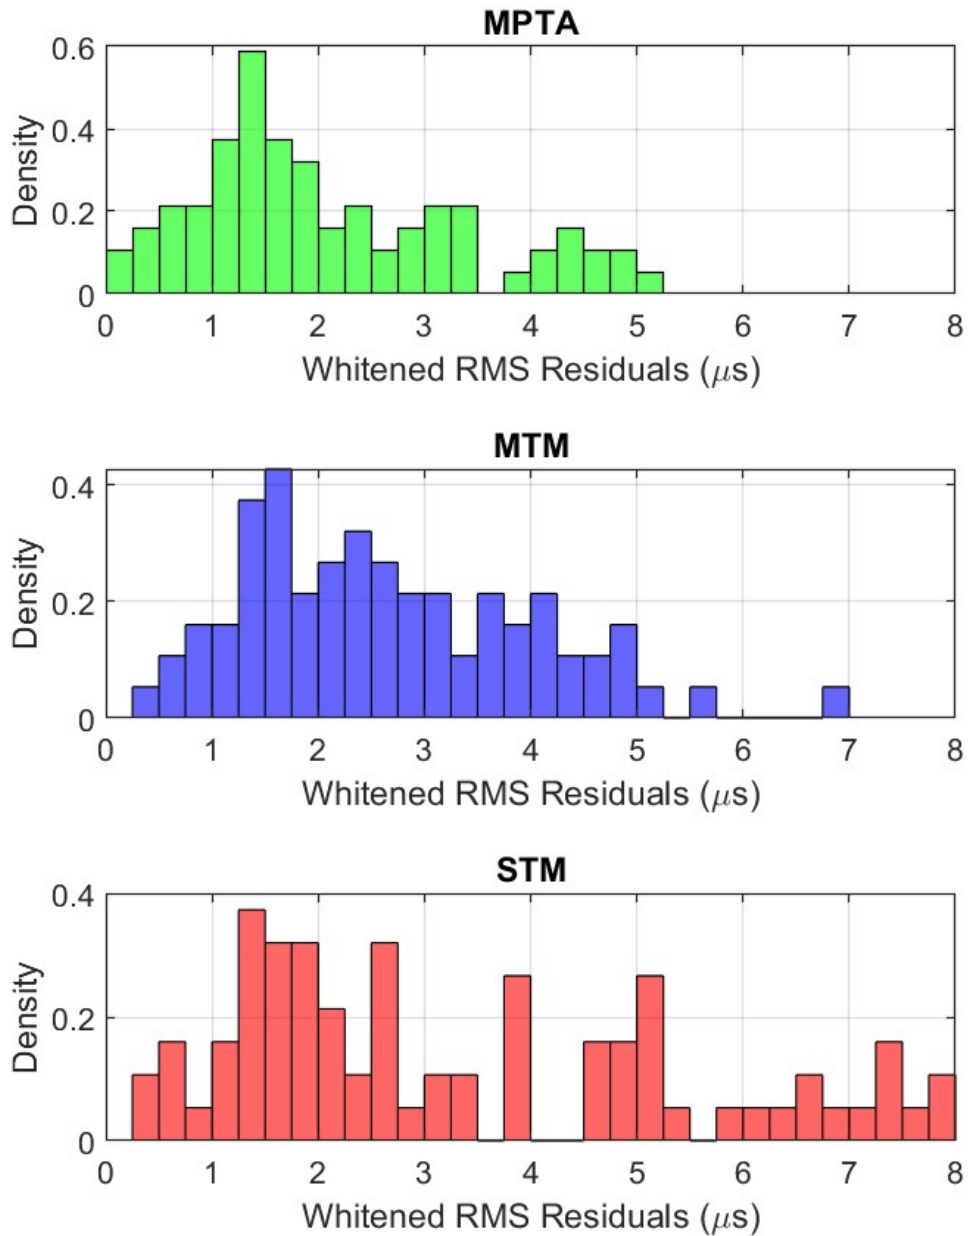 MPTA
0.6
0.4
0.2
0
Density
0 1 2 3 4 5 6 7 8
Whitened RMS Residuals (μs)
MTM
0.4
0.2
0
Density
0 1 2 3 4 5 6 7 8
Whitened RMS Residuals (μs)
STM
0.4
0.2
0
Density
0 1 2 3 4 5 6 7 8
Whitened RMS Residuals (μs)